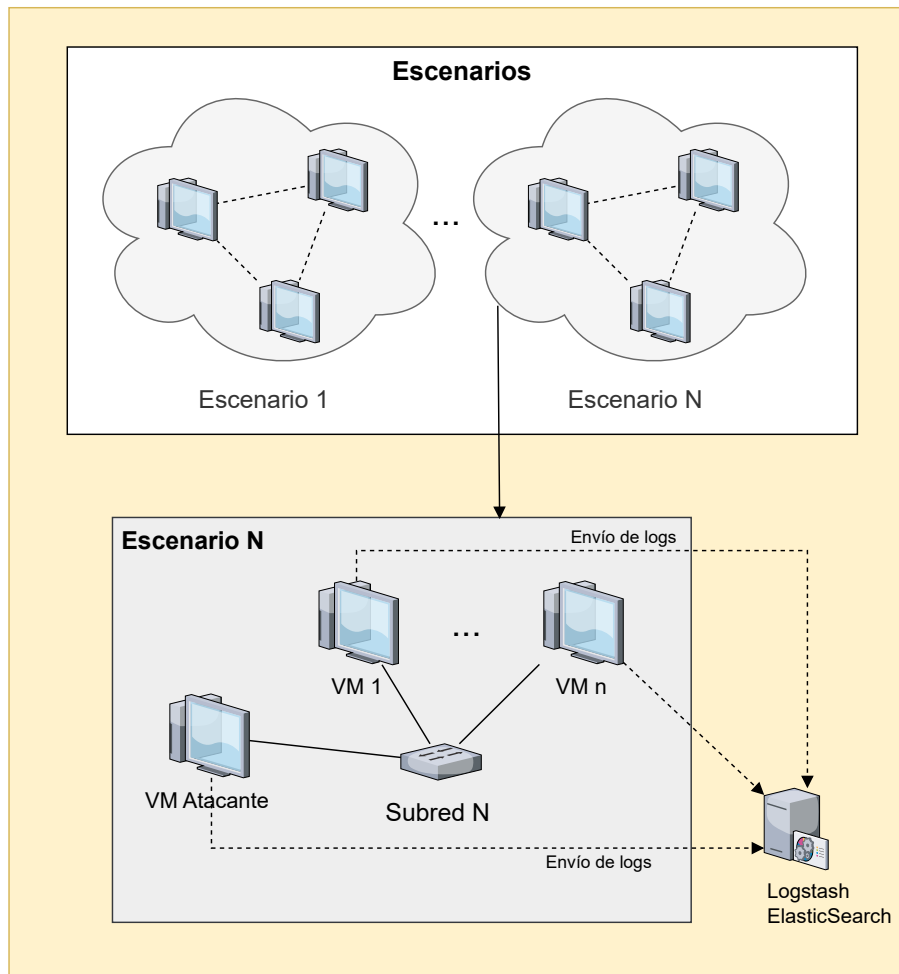 Escenarios
...
Escenario 1
Escenario N
Escenario N
Envío de logs
...
VM 1
VM n
VM Atacante
Subred N
Envío de logs
Logstash
ElasticSearch